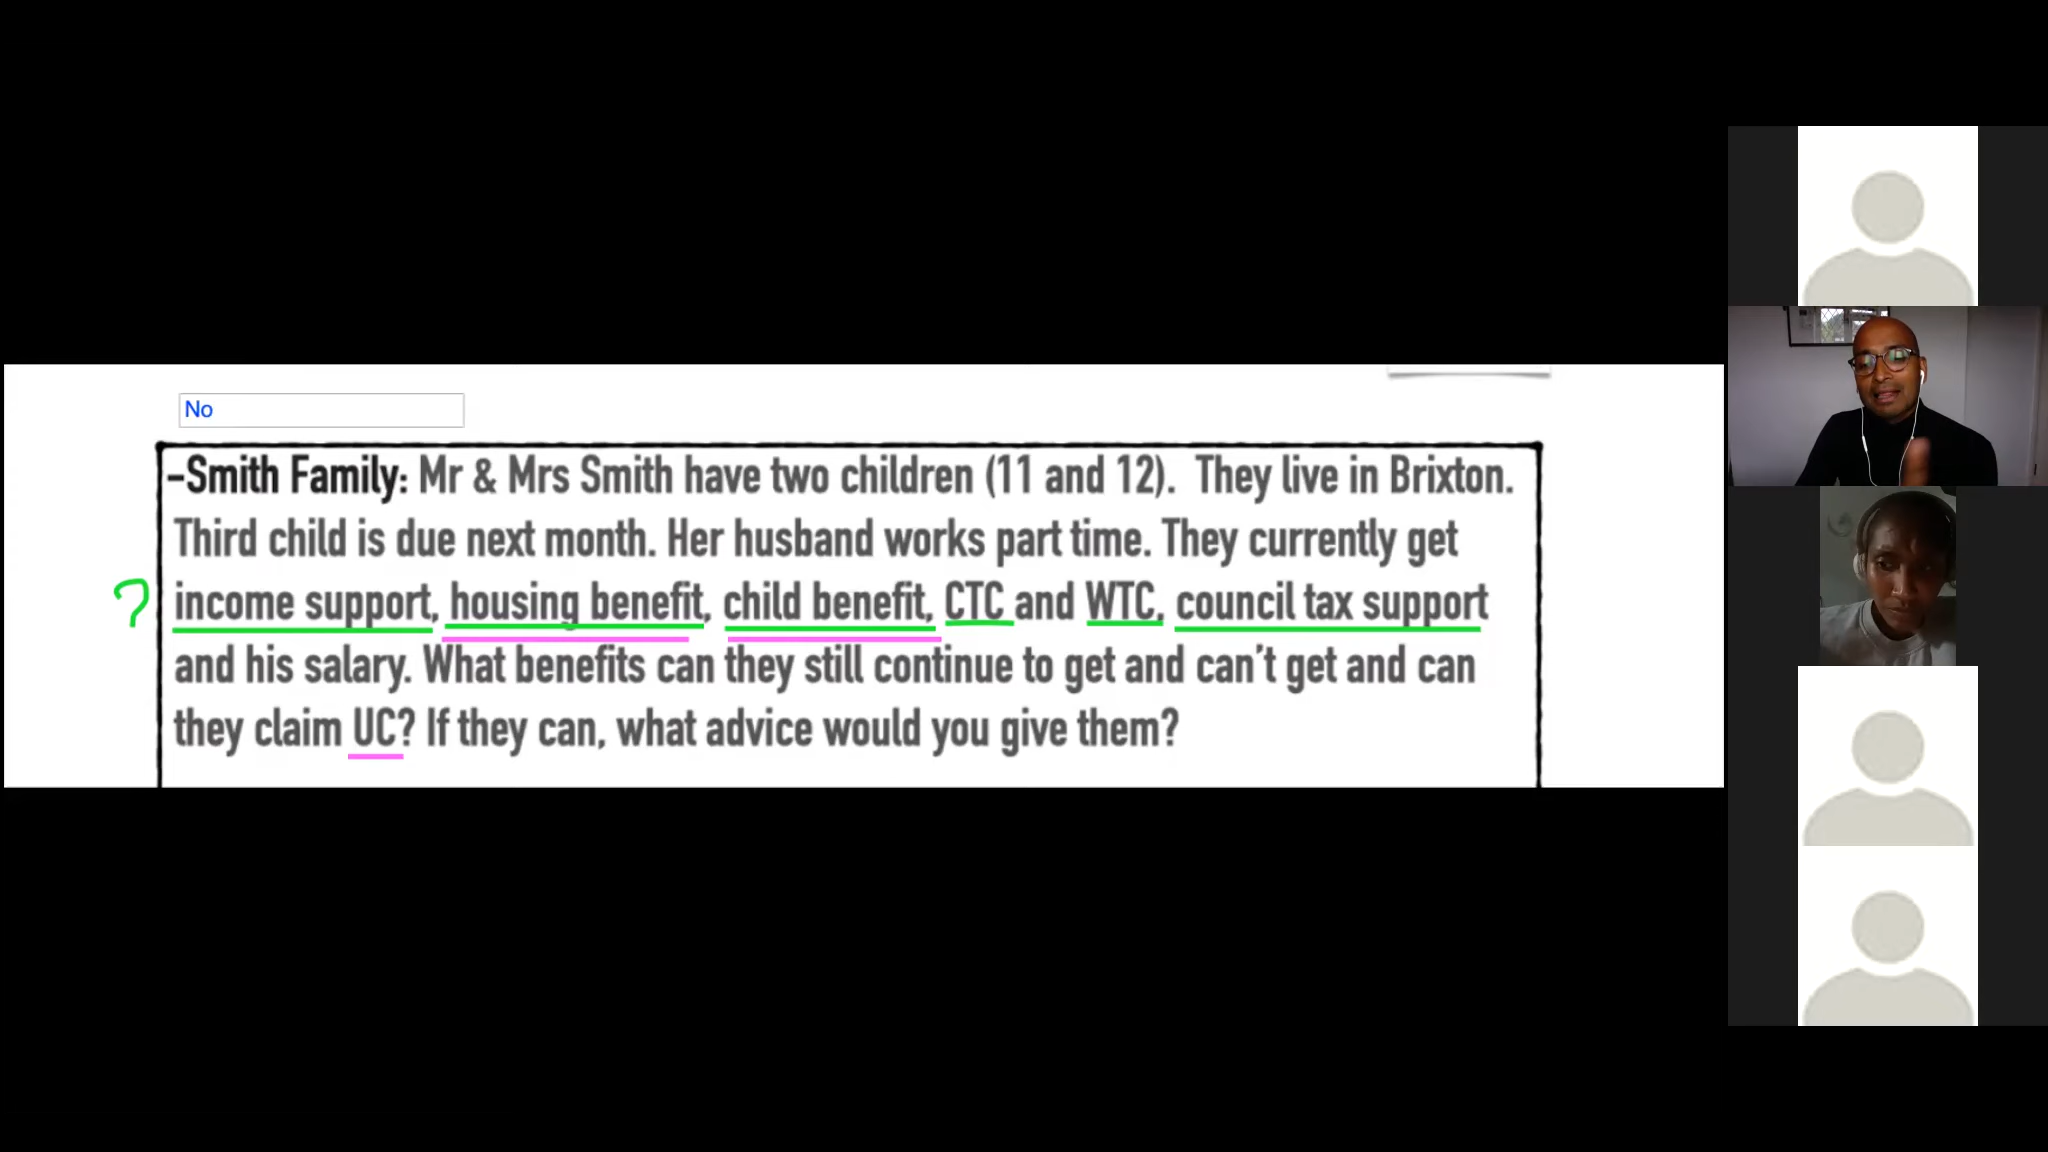 No
–Smith Family: Mr & Mrs Smith have two children (11 and 12). They live in Brixton.
Third child is due next month. Her husband works part time. They currently get
? income support, housing benefit, child benefit, CTC and WTC, council tax support
and his salary. What benefits can they still continue to get and can't get and can
they claim UC? If they can, what advice would you give them?